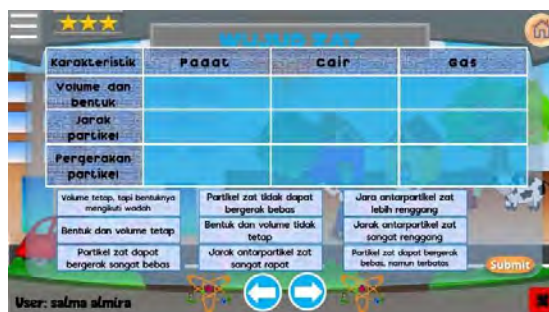 WUJUD ZAT
Karakteristik Padat Cair Gas
Volume dan
bentuk
Jarak
partikel
Pergerakan
partikel
Volume tetap, tapi bentuknya
mengikuti wadah
Partikel zat tidak dapat
bergerak bebas
Jara antarpartikel zat
lebih renggang
Bentuk dan volume tetap
Bentuk dan volume tidak
tetap
Jarak antarpartikel zat
sangat renggang
Partikel zat dapat
bergerak sangat bebas
Jarak antarpartikel zat
sangat rapat
Partikel zat dapat bergerak
bebas, namun terbatas
Submit
User: salma almira